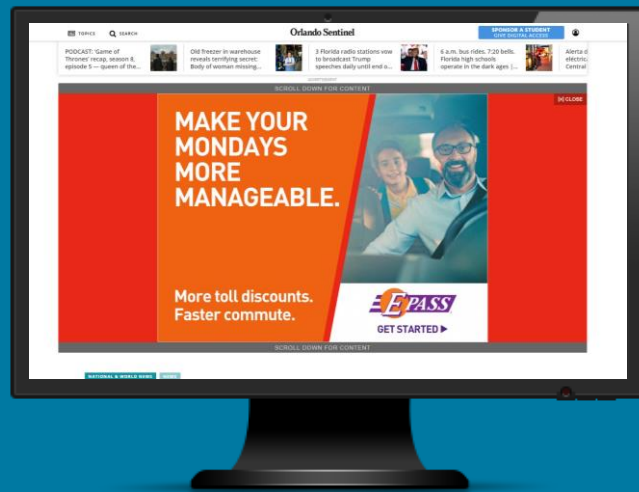 TOPICS
SEARCH
Orlando Sentinel
SPONSOR A STUDENT
GIVE DIGITAL ACCESS
PODCAST: 'Game of
Thrones' recap, season 8,
episode 5 — queen of the...
Old freezer in warehouse
reveals terrifying secret:
Body of woman missing...
3 Florida radio stations vow
to broadcast Trump
speeches daily until end o...
6 a.m. bus rides. 7:20 bells.
Florida high schools
operate in the dark ages |...
Alerta d
eléctric
Central
ADVERTISEMENT
SCROLL DOWN FOR CONTENT
[X] CLOSE
MAKE YOUR
MONDAYS
MORE
MANAGEABLE.
More toll discounts.
Faster commute.
E PASS
GET STARTED
SCROLL DOWN FOR CONTENT
NATIONAL & WORLD NEWS
NEWS